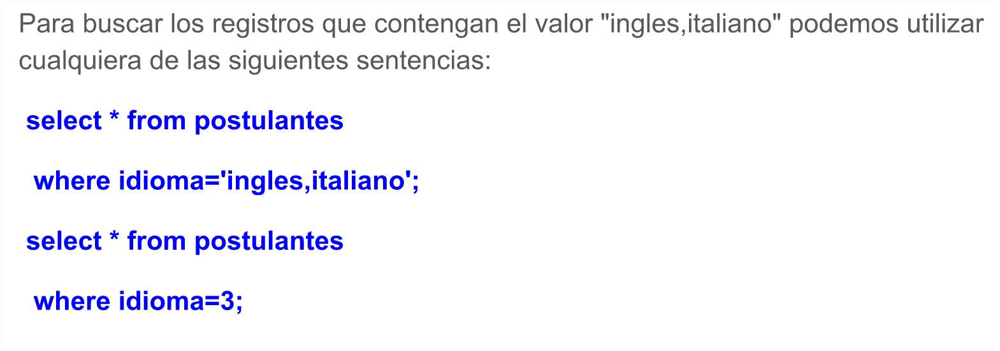 Para buscar los registros que contengan el valor "ingles,italiano" podemos utilizar
cualquiera de las siguientes sentencias:
select * from postulantes
where idioma='ingles,italiano';
select * from postulantes
where idioma=3;